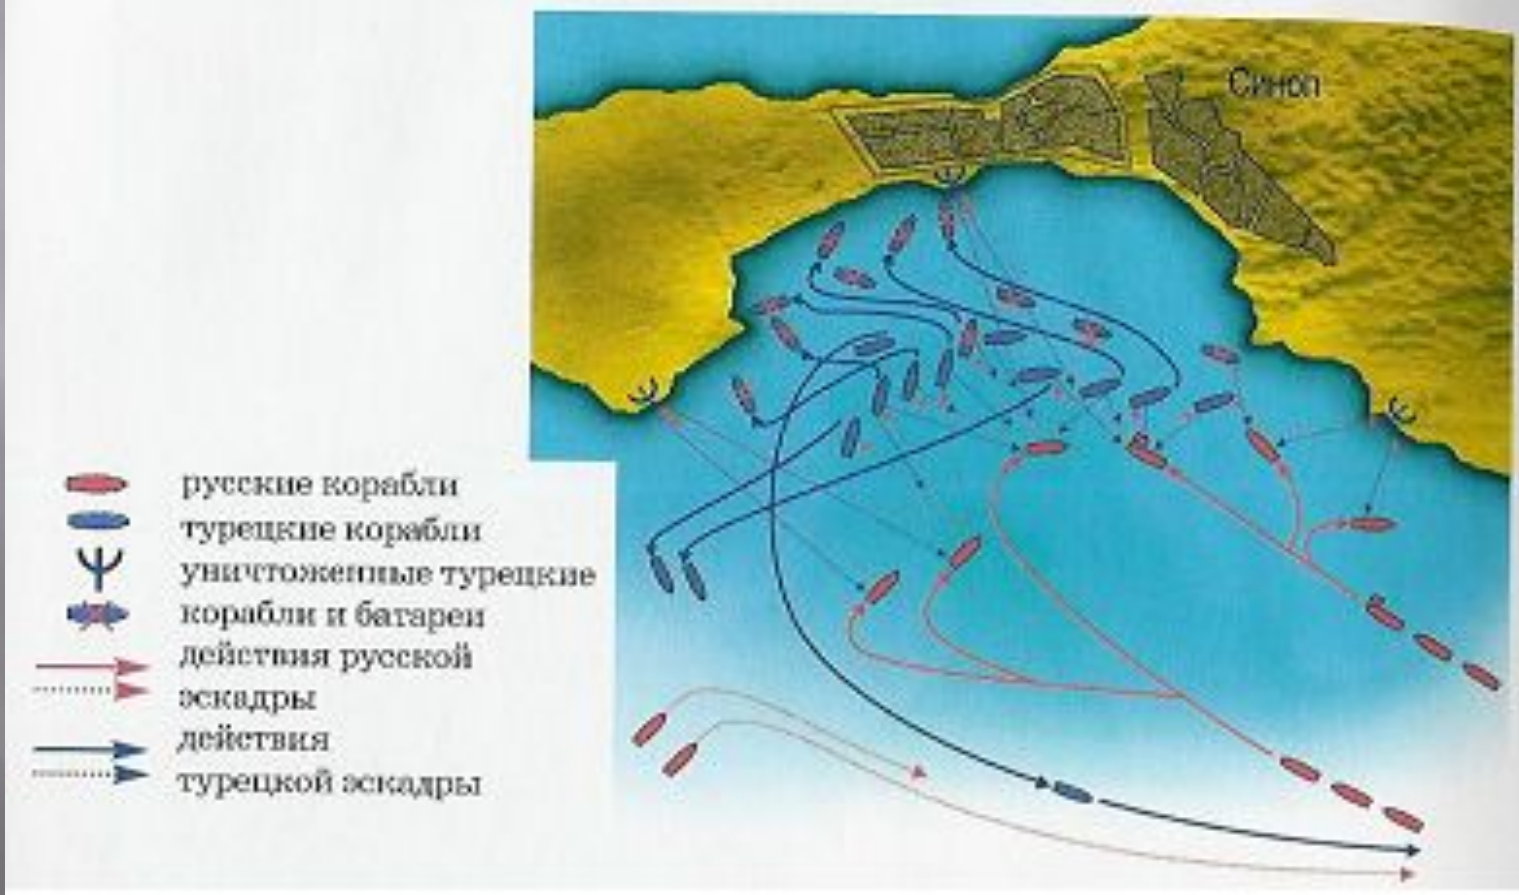 Синоп
русские корабли
турецкие корабли
уничтоженные турецкие
корабли и батареи
действия русской
эскадры
действия
турецкой эскадры